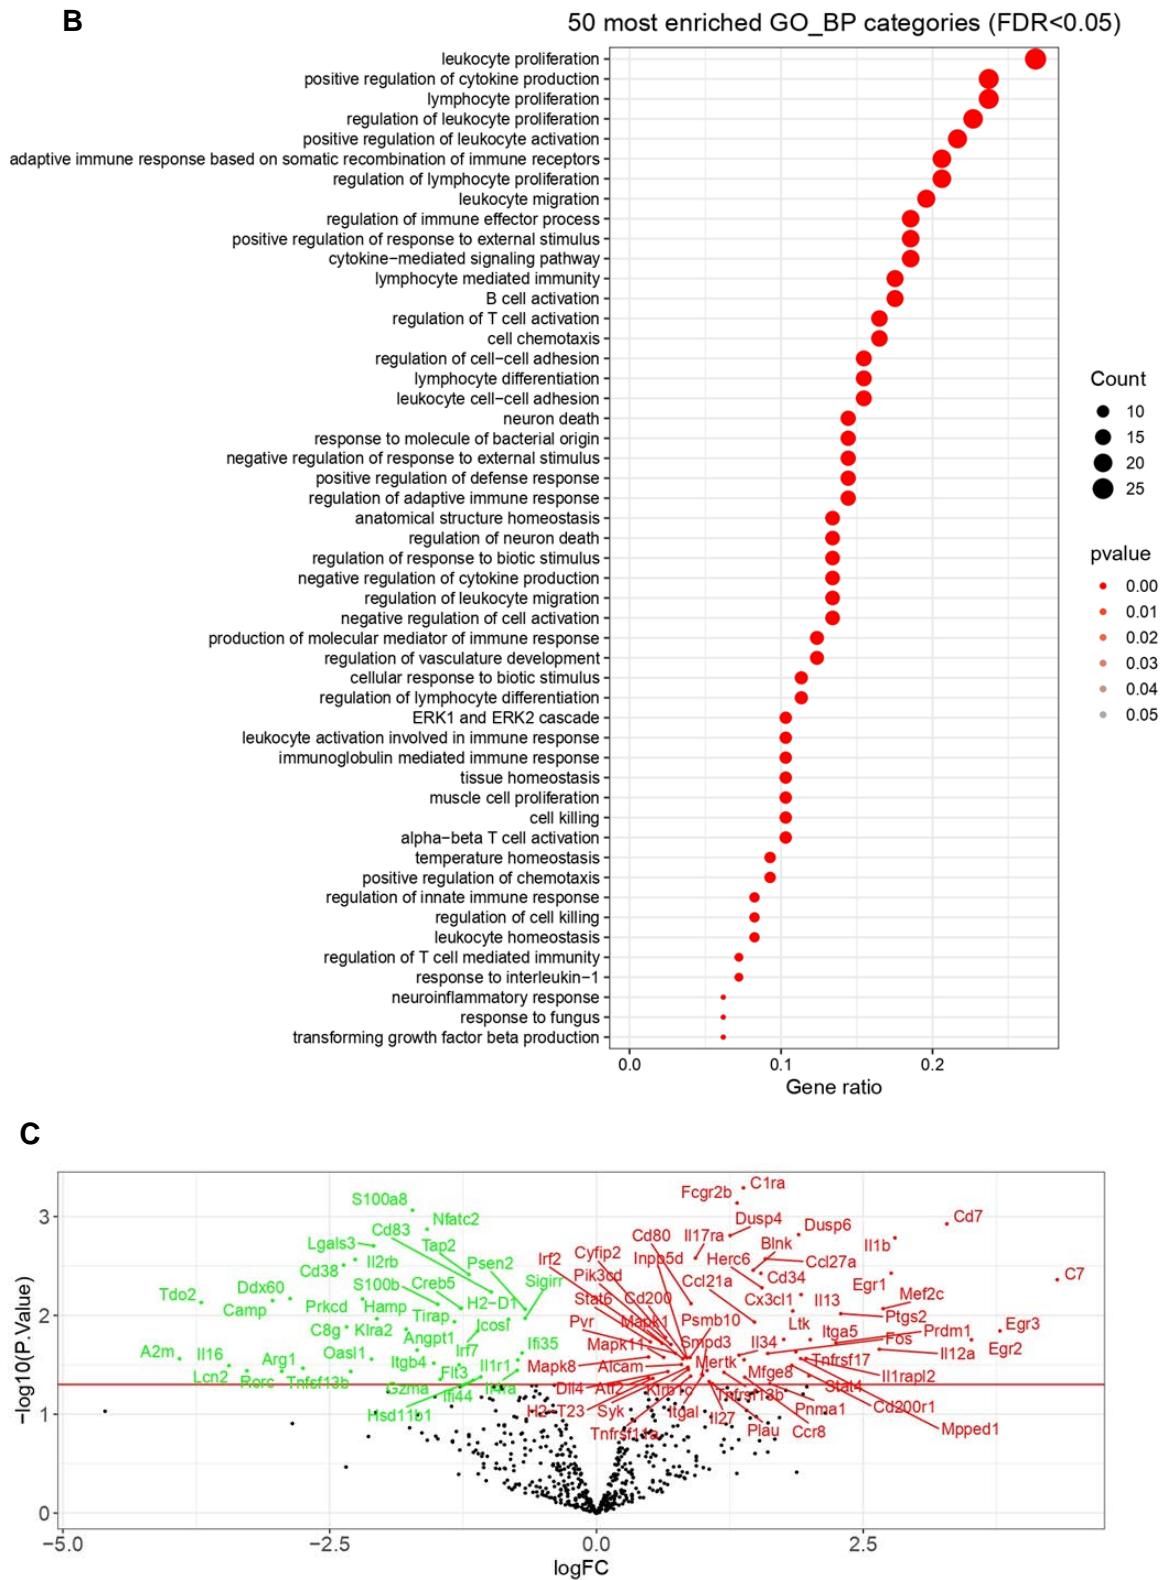 B
50 most enriched GO_BP categories (FDR<0.05)
leukocyte proliferation
positive regulation of cytokine production
lymphocyte proliferation
regulation of leukocyte proliferation
positive regulation of leukocyte activation
adaptive immune response based on somatic recombination of immune receptors
regulation of lymphocyte proliferation
leukocyte migration
regulation of immune effector process
positive regulation of response to external stimulus
cytokine−mediated signaling pathway
lymphocyte mediated immunity
B cell activation
regulation of T cell activation
cell chemotaxis
regulation of cell−cell adhesion
lymphocyte differentiation
leukocyte cell−cell adhesion
neuron death
response to molecule of bacterial origin
negative regulation of response to external stimulus
positive regulation of defense response
regulation of adaptive immune response
anatomical structure homeostasis
regulation of neuron death
regulation of response to biotic stimulus
negative regulation of cytokine production
regulation of leukocyte migration
negative regulation of cell activation
production of molecular mediator of immune response
regulation of vasculature development
cellular response to biotic stimulus
regulation of lymphocyte differentiation
ERK1 and ERK2 cascade
leukocyte activation involved in immune response
immunoglobulin mediated immune response
tissue homeostasis
muscle cell proliferation
cell killing
alpha−beta T cell activation
temperature homeostasis
positive regulation of chemotaxis
regulation of innate immune response
regulation of cell killing
leukocyte homeostasis
regulation of T cell mediated immunity
response to interleukin−1
neuroinflammatory response
response to fungus
transforming growth factor beta production
0.0 0.1 0.2
Gene ratio
Count
10
15
20
25
pvalue
0.00
0.01
0.02
0.03
0.04
0.05
C
−log10(P.Value)
3
2
1
0
S100a8
Nfatc2
Cd83
Lgals3
Tap2
Il2rb
Cd38
Psen2
Sigirr
Ddx60
S100b
Creb5
Tdo2
Camp
Prkcd
Hamp
H2−D1
Tirap
Icosl
C8g
Klra2
Angpt1
Ifi35
A2m
Il16
Oasl1
Irf7
Arg1
Itgb4
Il1r1
Lcn2
Rorc
Tnfsf13b
Flt3
Gzma
Ifi44
Il4ra
Hsd11b1
C1ra
Fcgr2b
Dusp4
Dusp6
Cd7
Cd80
Il17ra
Blnk
Il1b
Irf2
Cyfip2
Inpp5d
Herc6
Ccl27a
C7
Pik3cd
Ccl21a
Cd34
Egr1
Mef2c
Stat6
Cd200
Cx3cl1
Il13
Ptgs2
Pvr
Mapk1
Psmb10
Ltk
Itga5
Prdm1
Egr3
Mapk11
Smpd3
Il34
Fos
Il12a
Egr2
Mapk8
Alcam
Mertk
Mfge8
Tnfrsf17
Il1rapl2
Dll4
Atf2
Klrb1c
Tnfrsf13b
Stat4
H2−T23
Syk
Itgal
Il27
Pnma1
Cd200r1
Tnfrsf11a
Plau
Ccr8
Mpped1
−5.0 −2.5 0.0 2.5
logFC